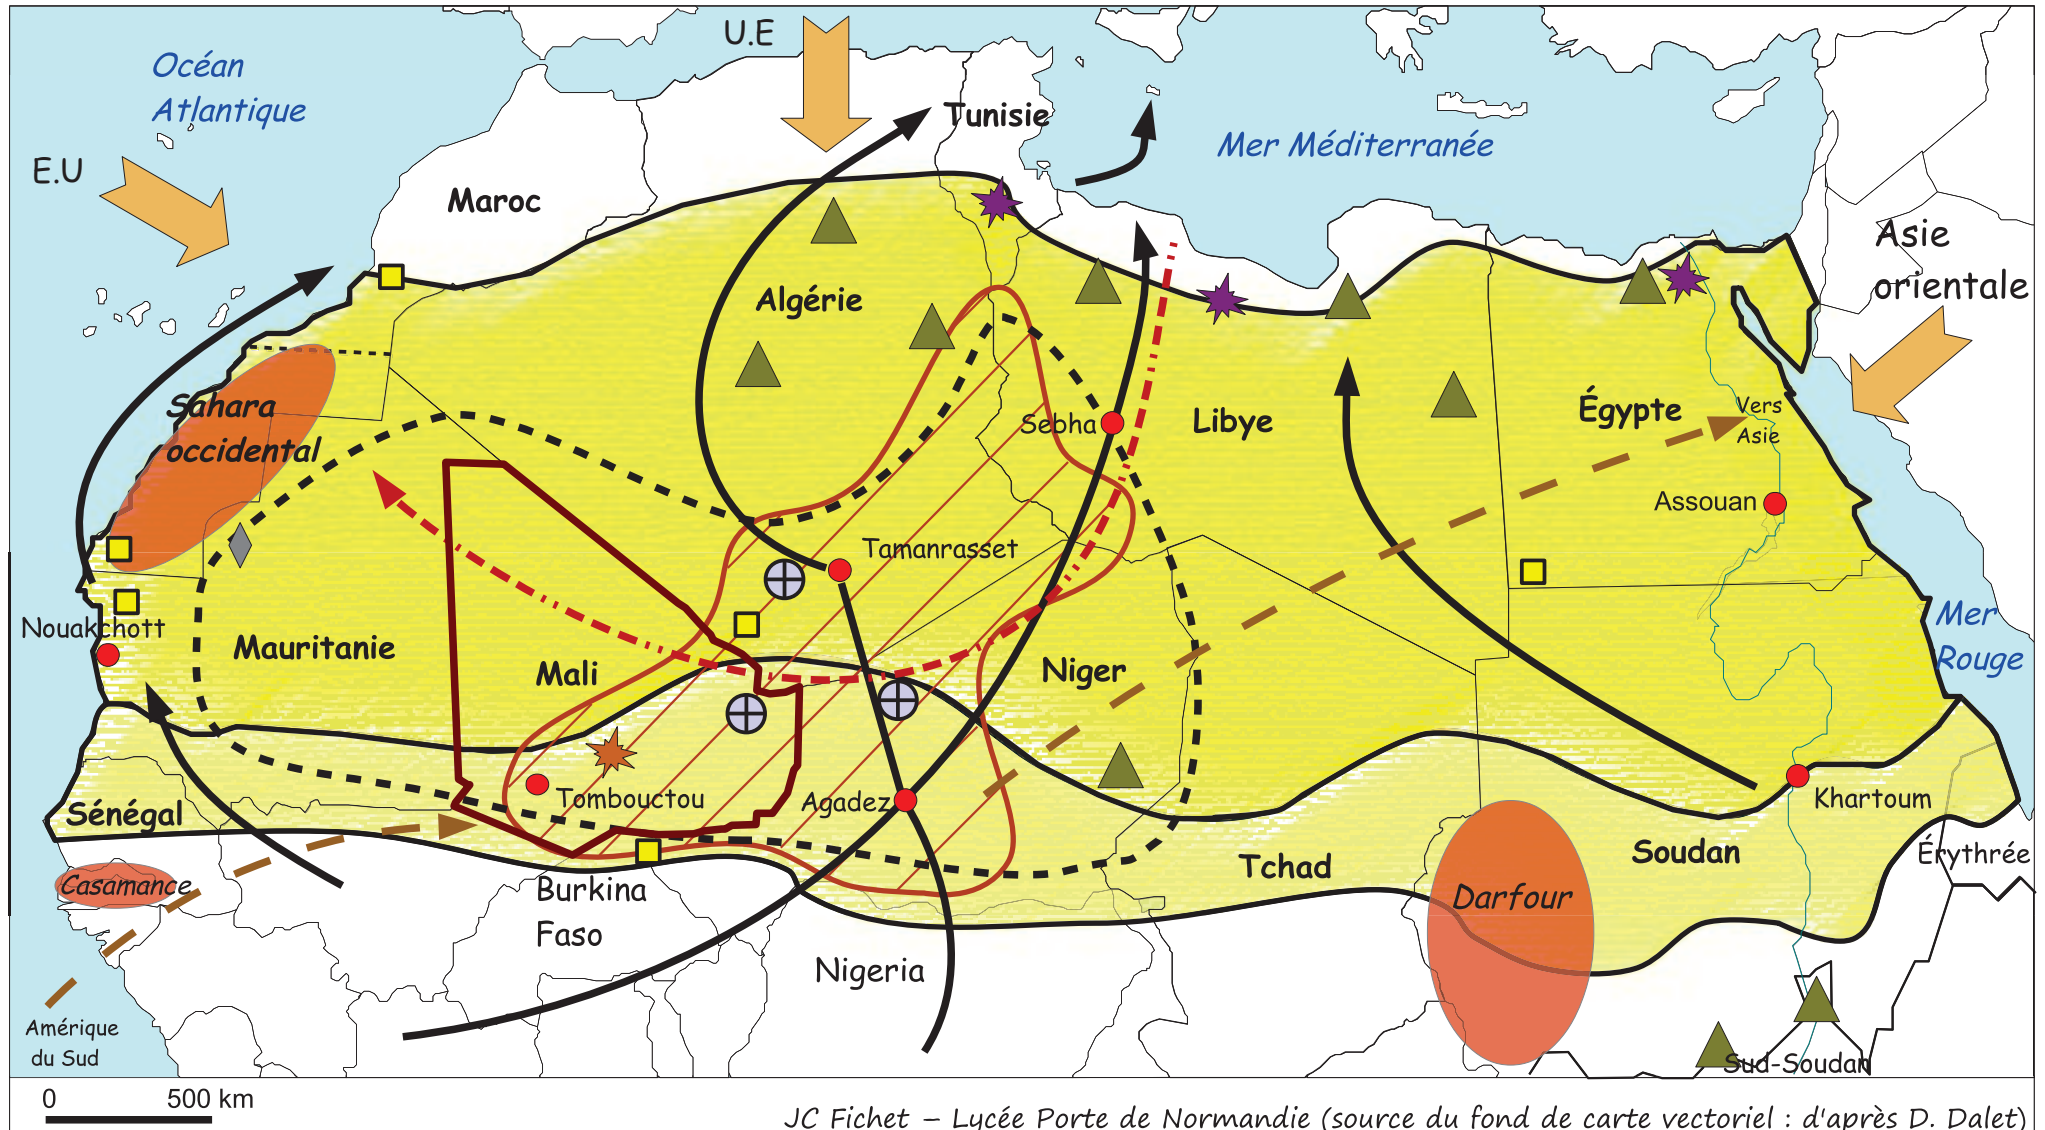 U.E
Océan
Atlantique
Tunisie
Mer Méditerranée
E.U
Maroc
Asie
orientale
Algérie
Sahara
occidental
Sebha
Libye
Égypte
Vers
Asie
Assouan
Tamanrasset
Nouakchott
Mauritanie
Mali
Niger
Mer
Rouge
Sénégal
Tombouctou
Agadez
Khartoum
Tchad
Soudan
Érythrée
Casamance
Burkina
Faso
Darfour
Nigeria
Amérique
du Sud
Sud-Soudan
0 500 km
JC Fichet – Lycée Porte de Normandie (source du fond de carte vectoriel : d'après D. Dalet)